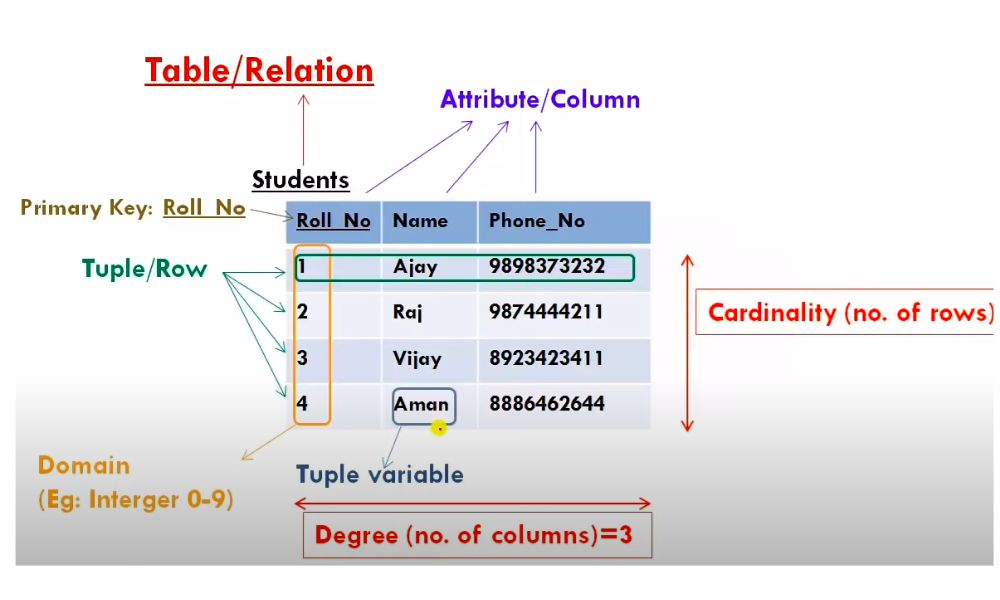 Table/Relation
Attribute/Column
Students
Primary Key: Roll_No
Roll_No Name Phone_No
Tuple/Row
1 Ajay 9898373232
2 Raj 9874444211
3 Vijay 8923423411
4 Aman 8886462644
Cardinality (no. of rows)
Domain
(Eg: Interger 0-9)
Tuple variable
Degree (no. of columns)=3